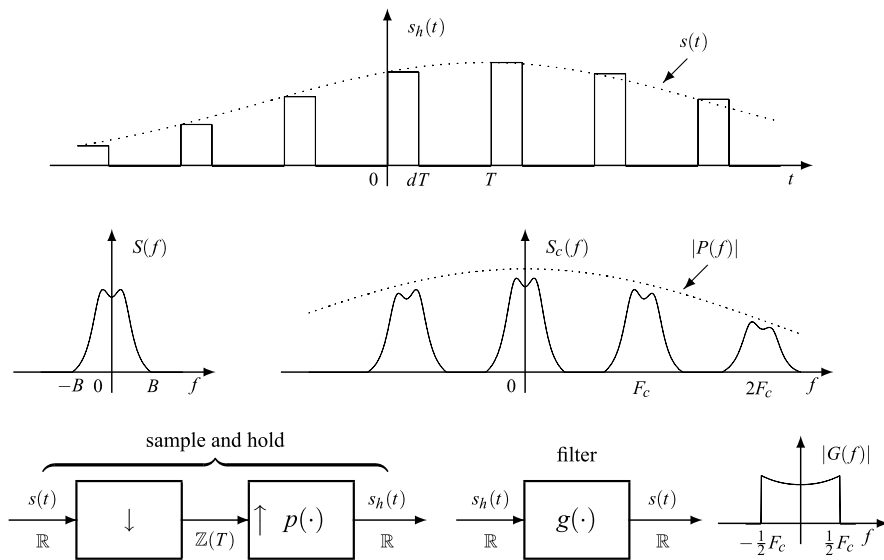 s_h(t)
s(t)
0 dT T t
S(f)
−B 0 B f
S_c(f)
|P(f)|
0 F_c 2F_c f
sample and hold
s(t)
ℝ
↓
ℤ(T)
↑ p(·)
s_h(t)
ℝ
filter
s_h(t)
ℝ
g(·)
s(t)
ℝ
|G(f)|
−½F_c ½F_c f